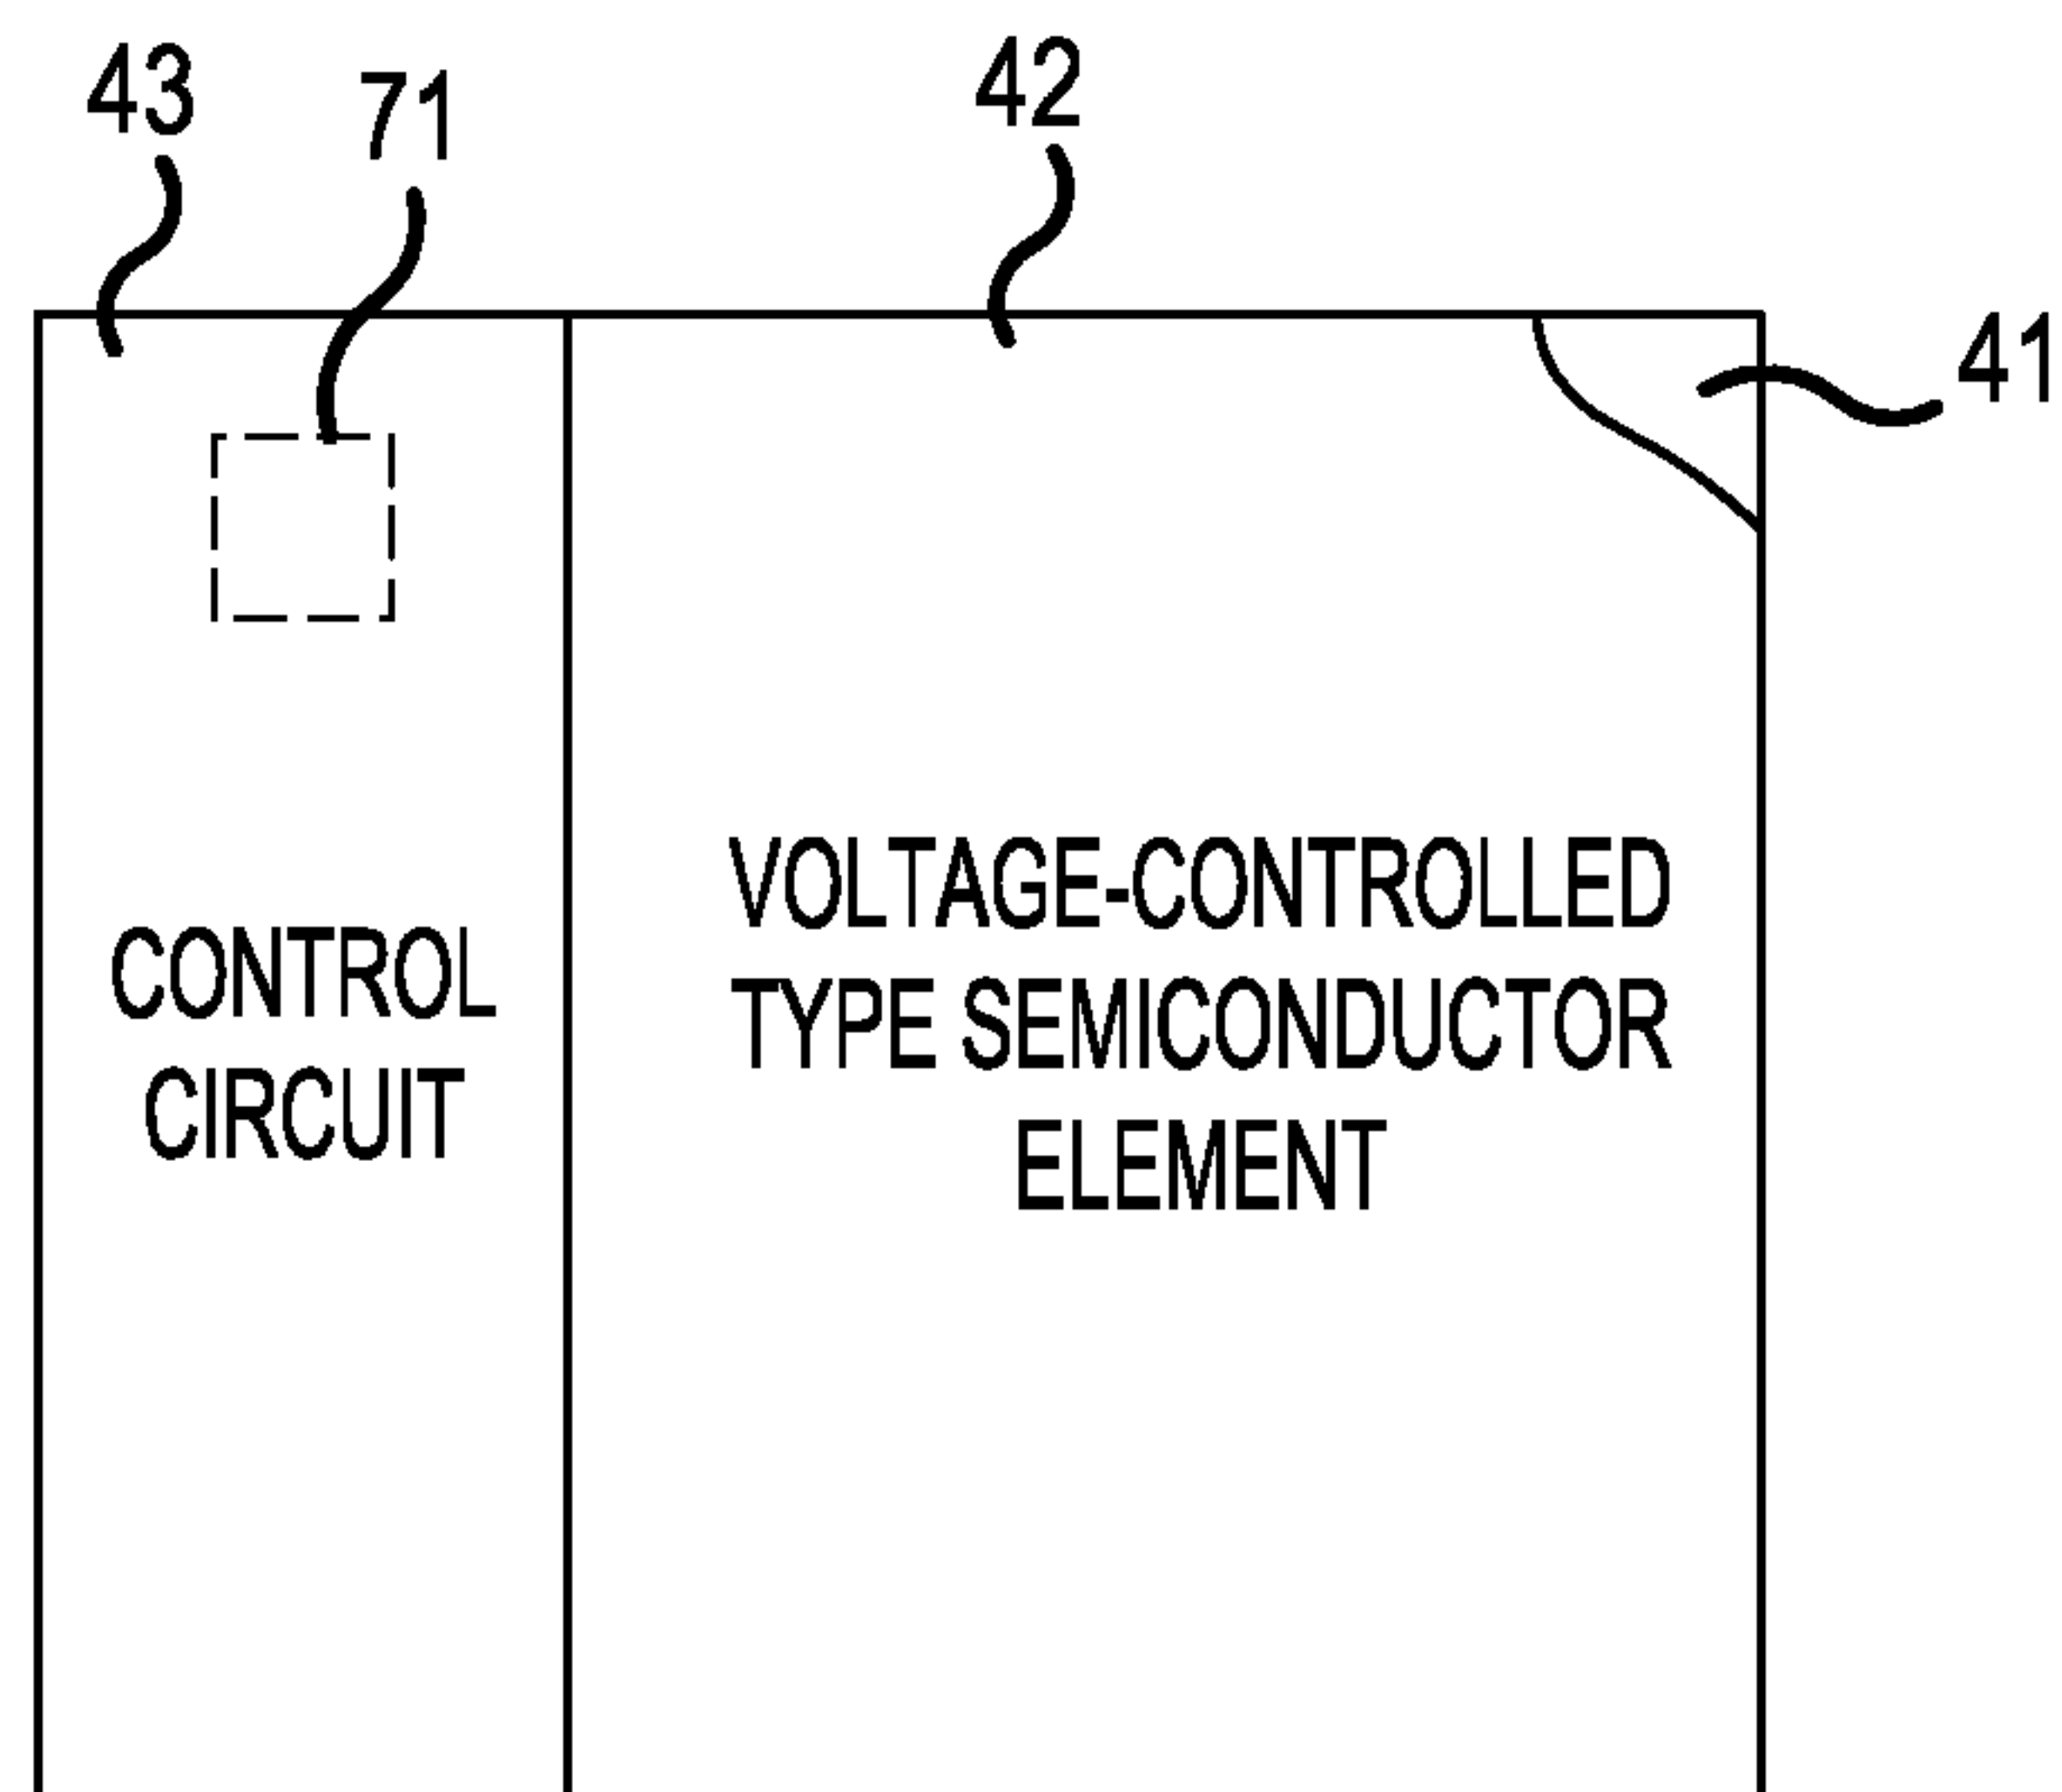 43
71
42
41
CONTROL
CIRCUIT
VOLTAGE-CONTROLLED
TYPE SEMICONDUCTOR
ELEMENT